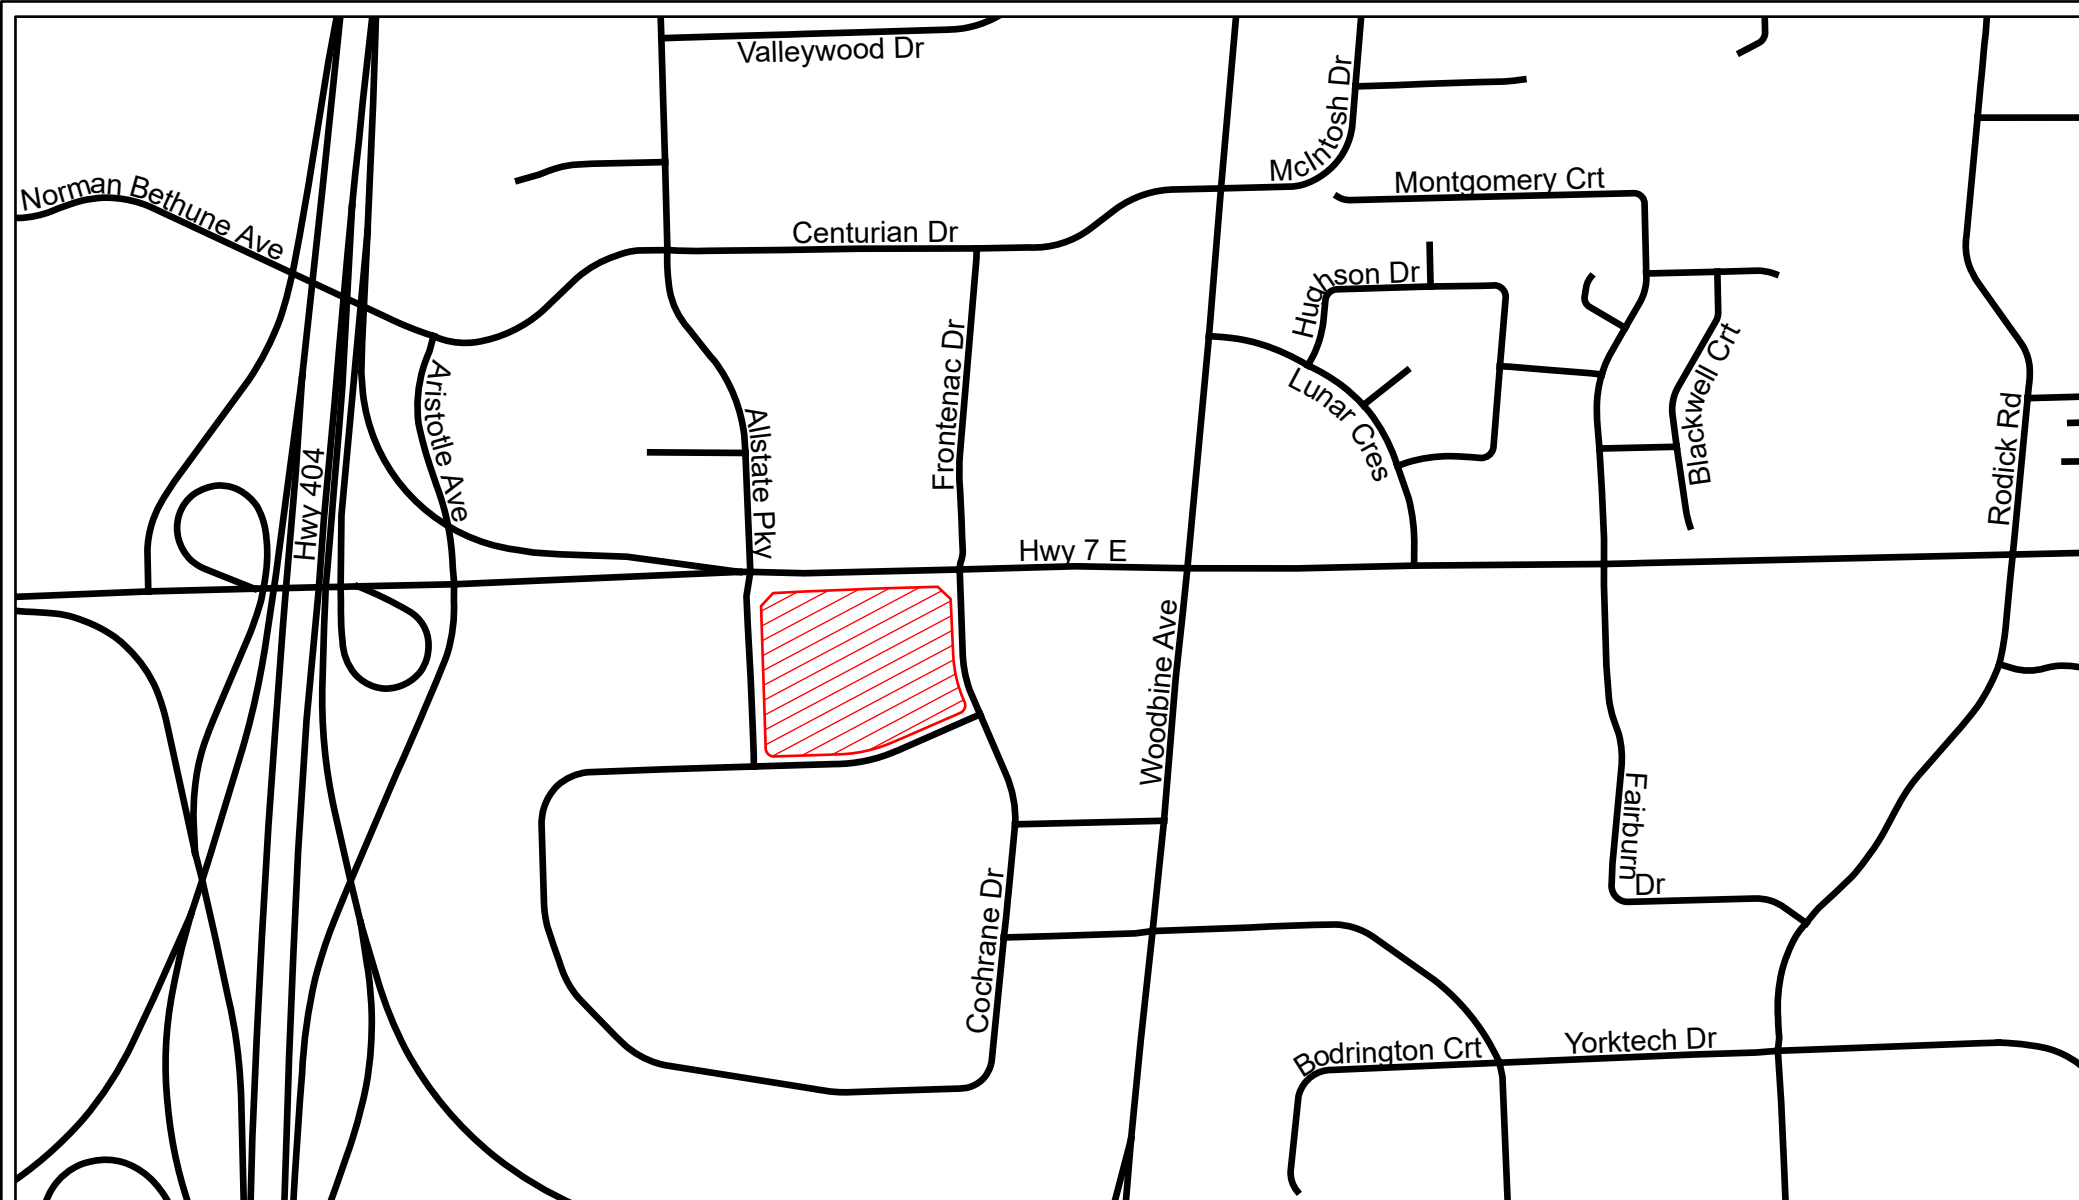 Valleywood Dr
McIntosh Dr
Norman Bethune Ave
Montgomery Crt
Centurian Dr
Hughson Dr
Aristotle Ave
Frontenac Dr
Lunar Cres
Blackwell Crt
Allstate Pky
Rodick Rd
Hwy 404
Hwy 7 E
Woodbine Ave
Fairburn Dr
Cochrane Dr
Bodrington Crt
Yorktech Dr